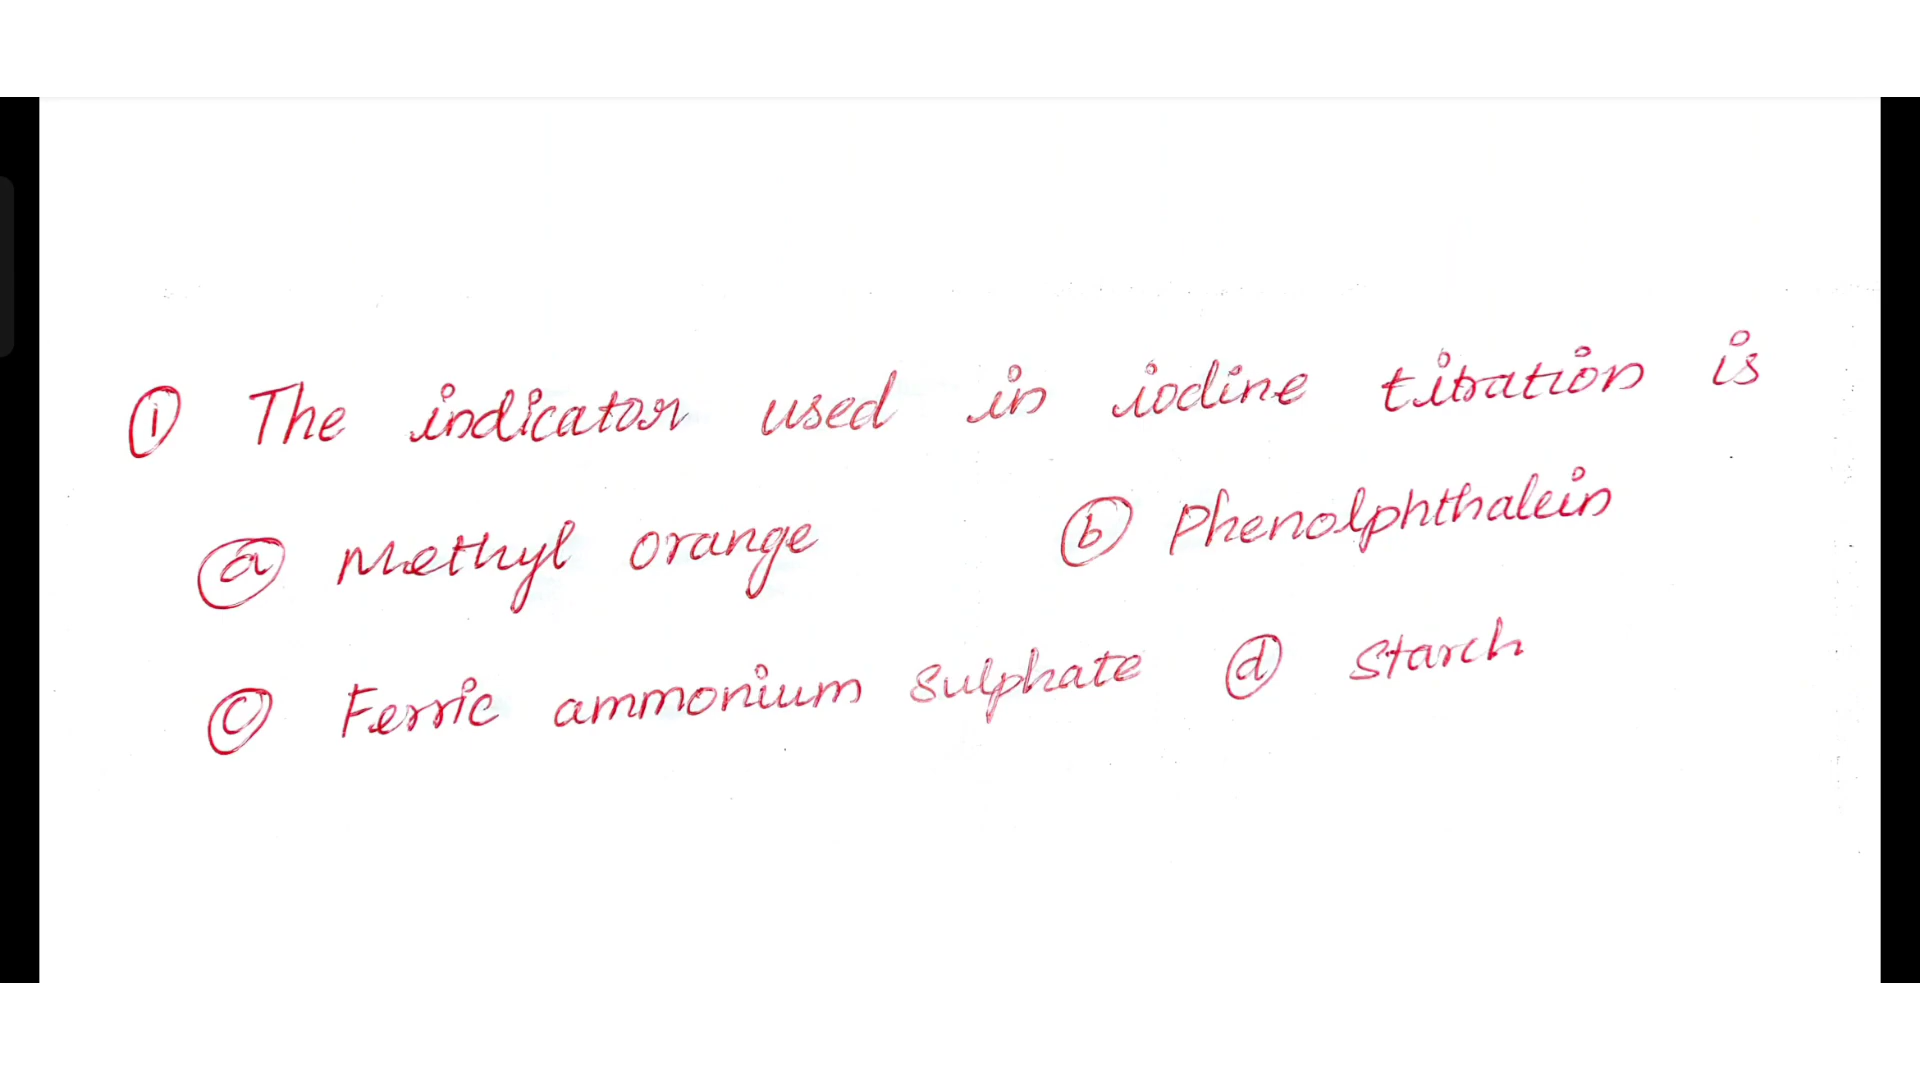 ① The indicator used in iodine titration is
ⓐ Methyl orange ⓑ Phenolphthalein
ⓒ Ferric ammonium sulphate ⓓ Starch